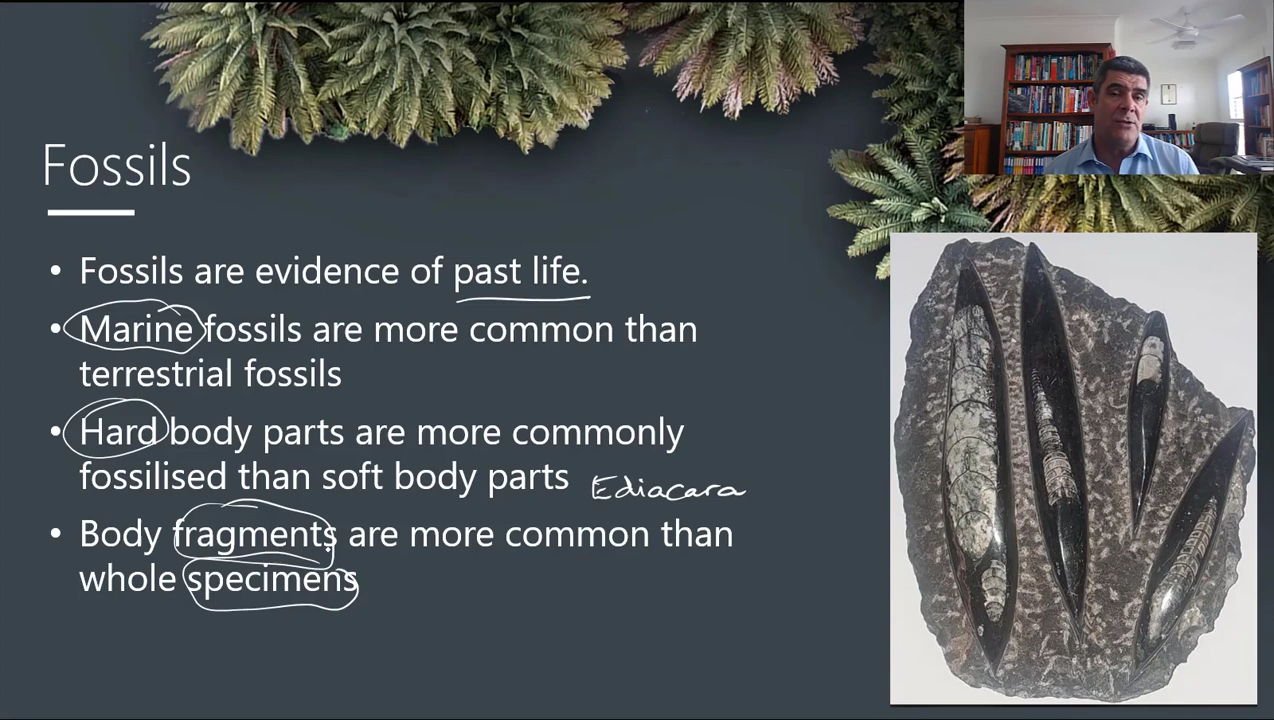 Fossils
• Fossils are evidence of past life.
• Marine fossils are more common than
terrestrial fossils
• Hard body parts are more commonly
fossilised than soft body parts Ediacara
• Body fragments are more common than
whole specimens